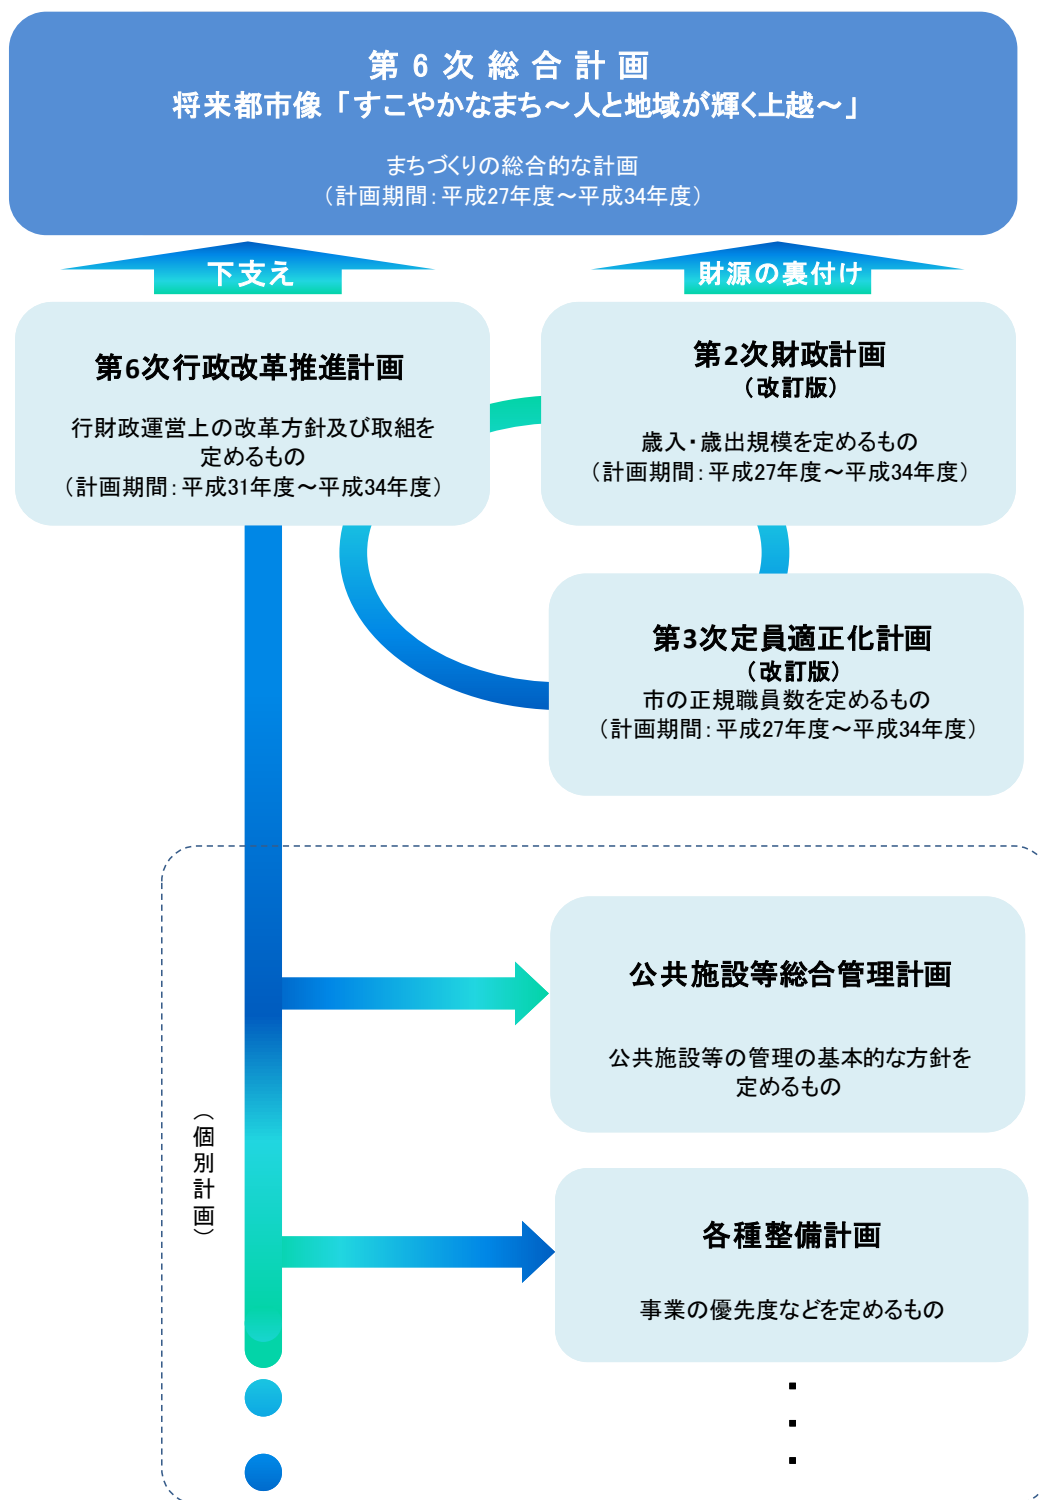 第6次総合計画
将来都市像「すこやかなまち～人と地域が輝く上越～」
まちづくりの総合的な計画
（計画期間：平成27年度～平成34年度）
下支え
財源の裏付け
第6次行政改革推進計画
行財政運営上の改革方針及び取組を
定めるもの
（計画期間：平成31年度～平成34年度）
第2次財政計画
（改訂版）
歳入・歳出規模を定めるもの
（計画期間：平成27年度～平成34年度）
第3次定員適正化計画
（改訂版）
市の正規職員数を定めるもの
（計画期間：平成27年度～平成34年度）
（個別計画）
公共施設等総合管理計画
公共施設等の管理の基本的な方針を
定めるもの
各種整備計画
事業の優先度などを定めるもの